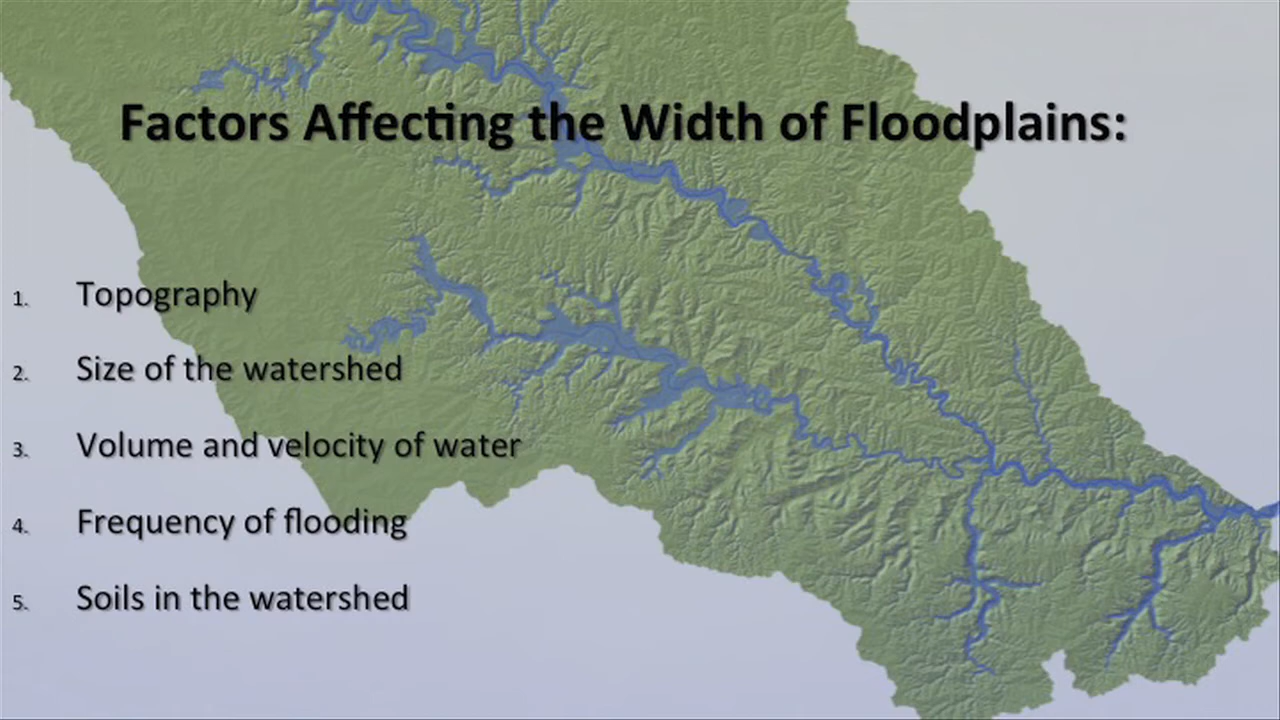 Factors Affecting the Width of Floodplains:
1. Topography
2. Size of the watershed
3. Volume and velocity of water
4. Frequency of flooding
5. Soils in the watershed